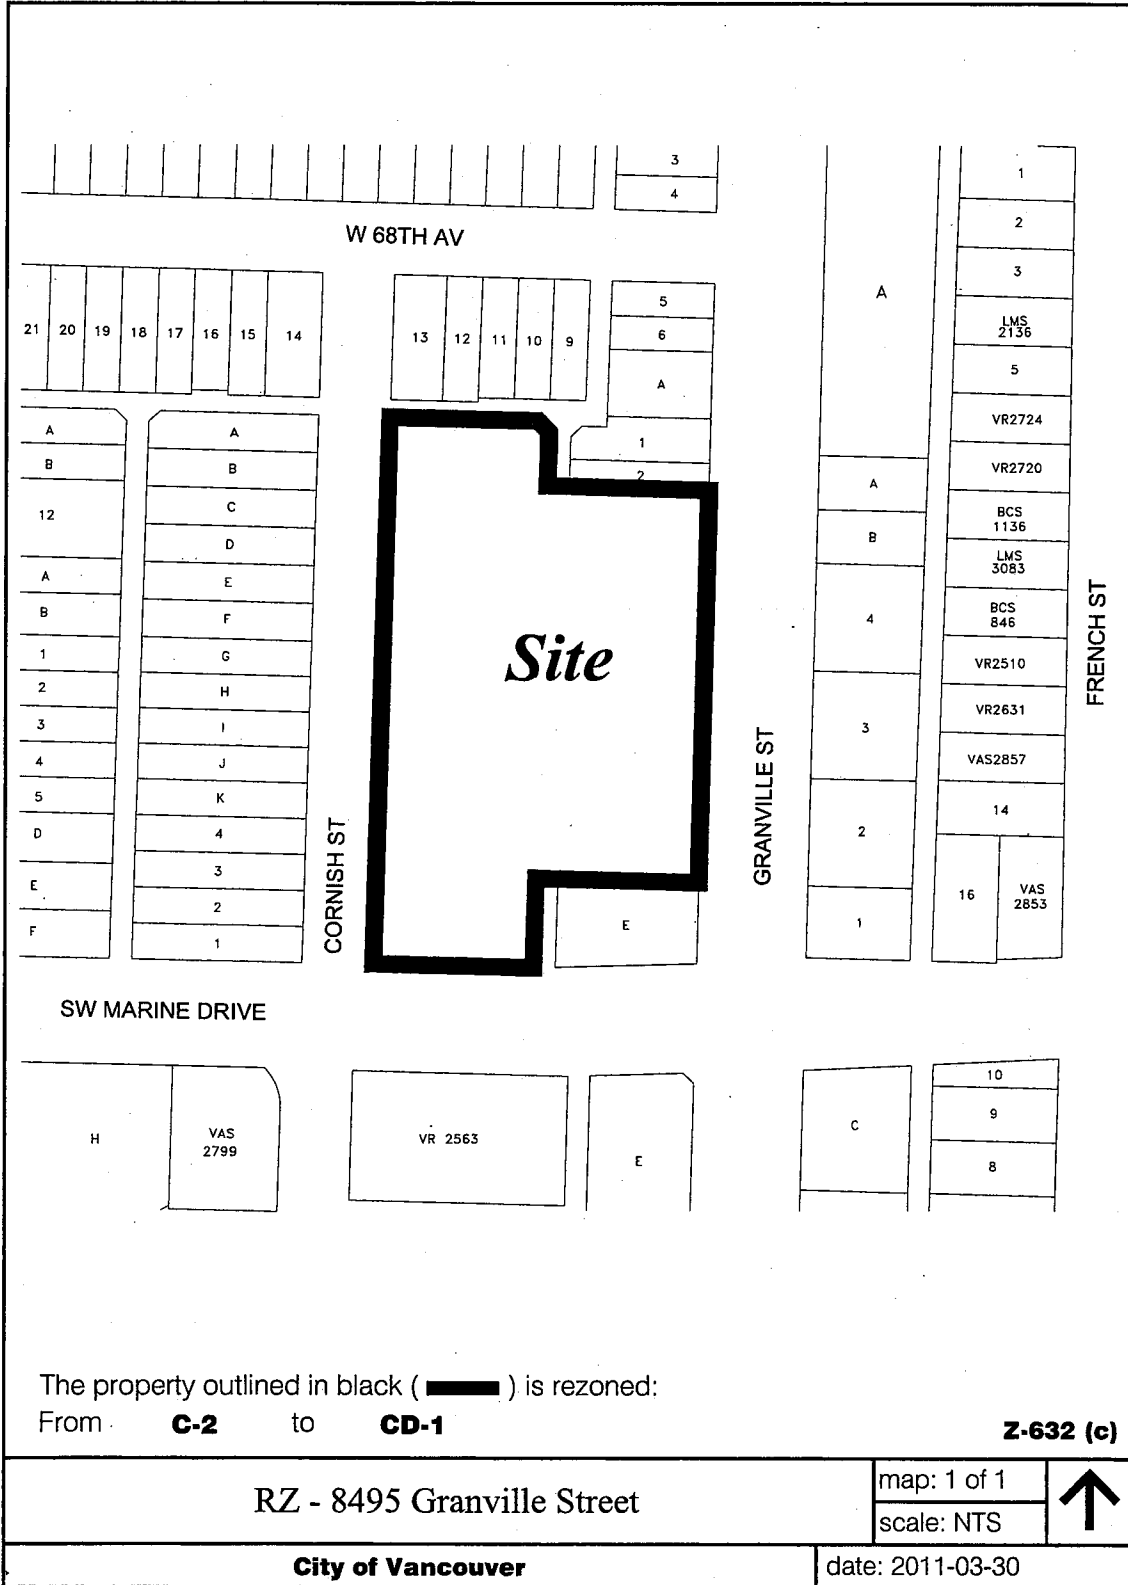 3
4
1
W 68TH AV
2
3
A
5
6
A
1
2
21 20 19 18 17 16 15 14
13 12 11 10 9
LMS
2136
5
VR2724
VR2720
BCS
1136
LMS
3083
BCS
846
VR2510
VR2631
VAS2857
14
16
VAS
2853
A
B
12
A
B
1
2
3
4
5
D
E
F
A
B
C
D
E
F
G
H
I
J
K
4
3
2
1
A
B
4
3
2
1
Site
E
FRENCH ST
GRANVILLE ST
CORNISH ST
SW MARINE DRIVE
H
VAS
2799
VR 2563
E
C
10
9
8
The property outlined in black ( ) is rezoned:
From C-2 to CD-1
Z-632 (c)
RZ - 8495 Granville Street
map: 1 of 1
scale: NTS
City of Vancouver
date: 2011-03-30